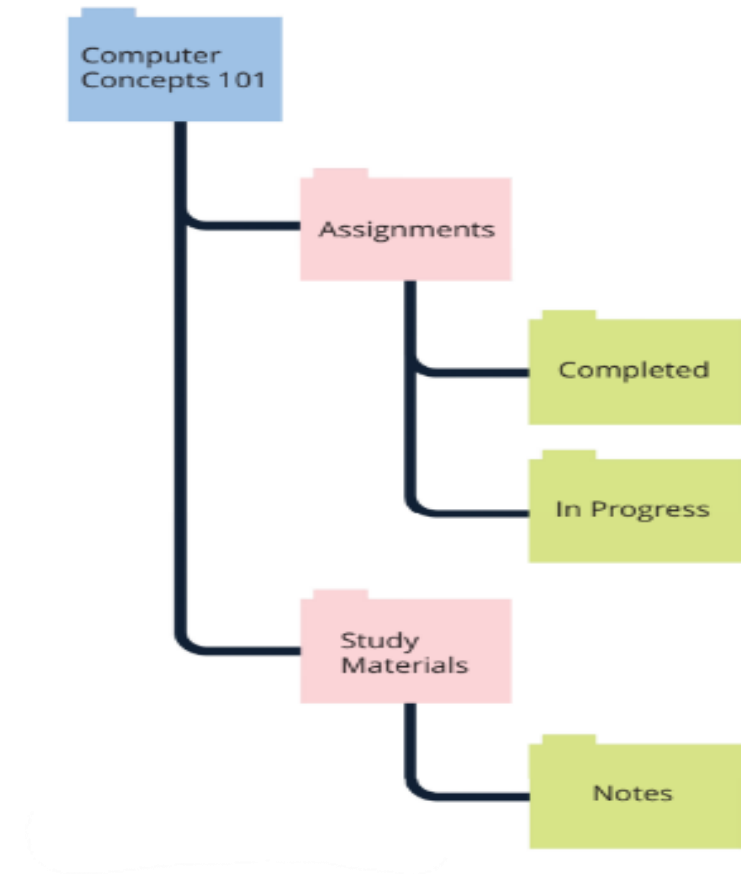 Computer
Concepts 101
Assignments
Completed
In Progress
Study
Materials
Notes